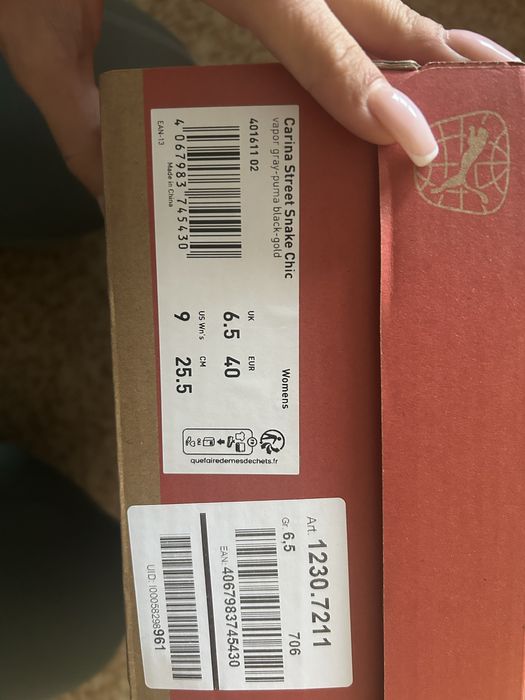 Carina Street Snake Chic
vapor gray-puma black-gold
401611 02
4 067983 745430
EAN-13
Made in China
Womens
UK
6.5
EUR
40
US Wn's
9
CM
25.5
quefairedemesdechets.fr
Art. 1230.7211
Gr. 6,5
706
EAN: 4067983745430
UID: I00058298961